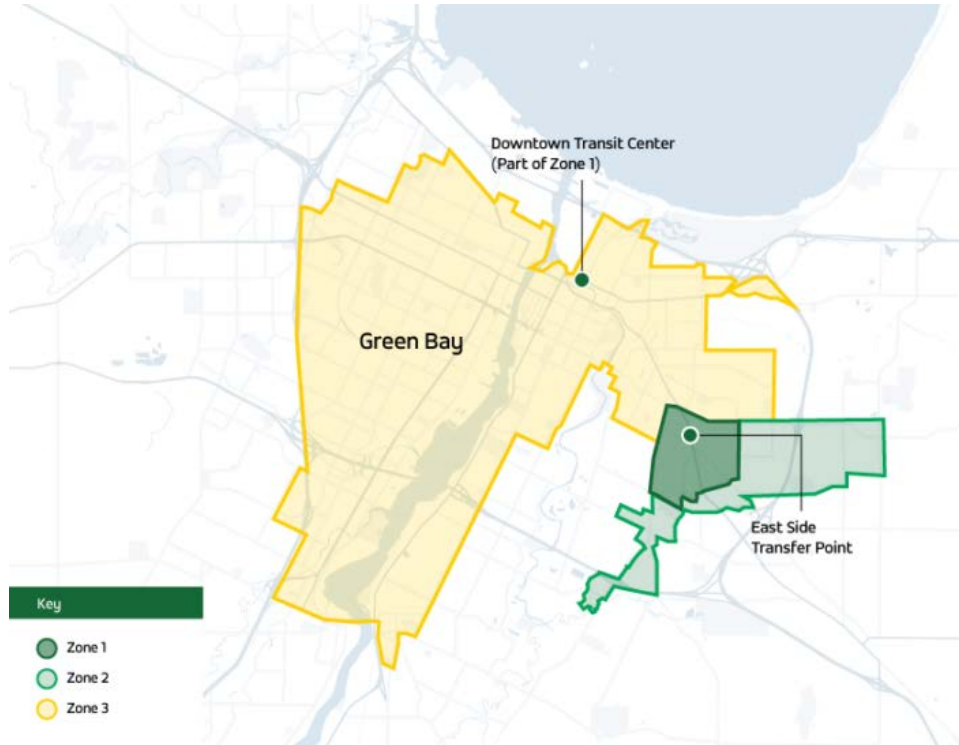 Downtown Transit Center
(Part of Zone 1)
Green Bay
East Side
Transfer Point
Key
Zone 1
Zone 2
Zone 3